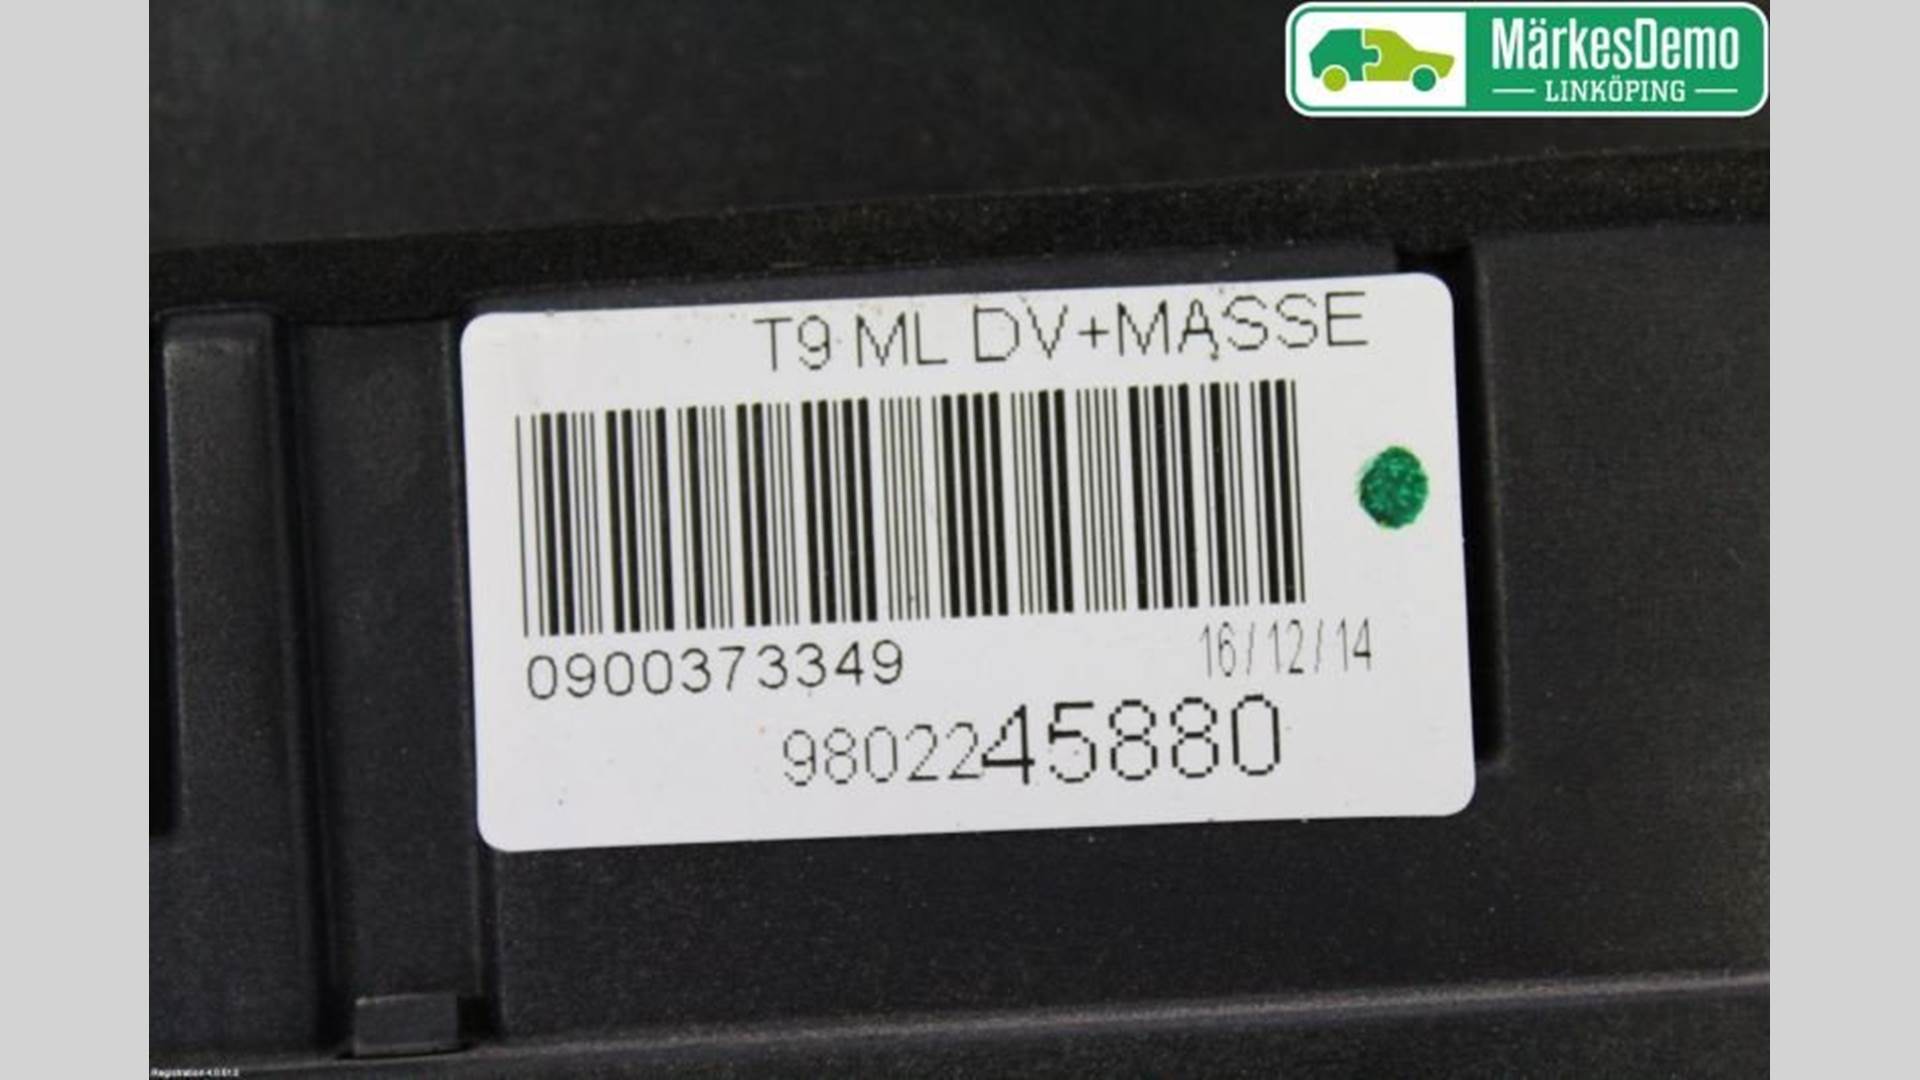 MärkesDemo
LINKÖPING
T9 ML DV+MASSE
0900373349
16/12/14
9802245880